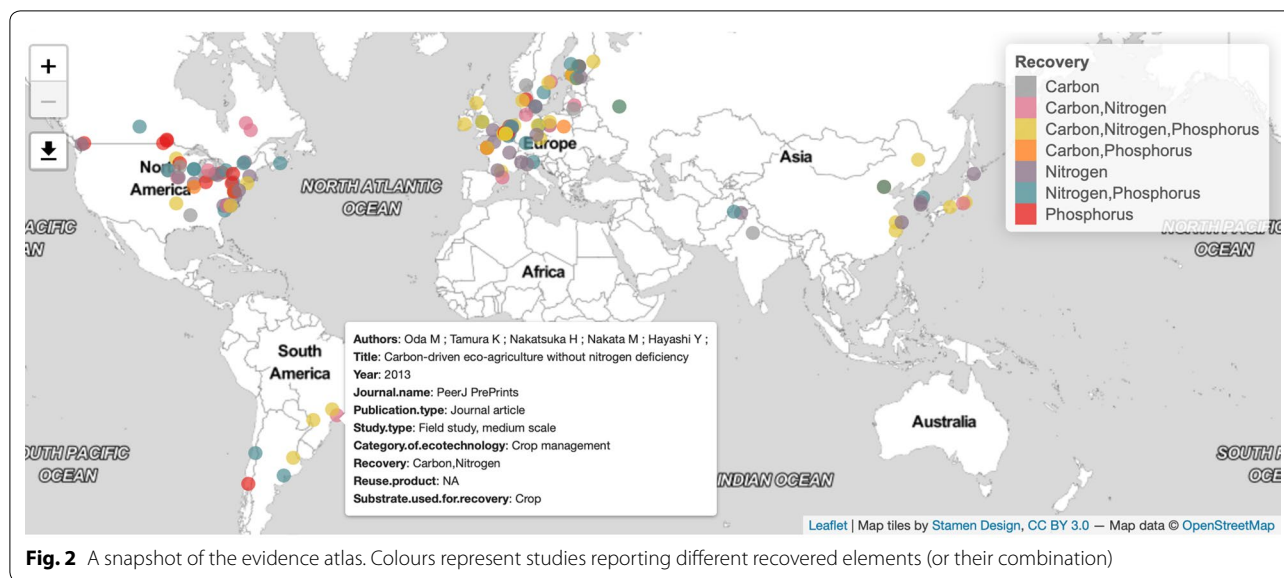 +
−
Recovery
Carbon
Carbon,Nitrogen
Carbon,Nitrogen,Phosphorus
Carbon,Phosphorus
Nitrogen
Nitrogen,Phosphorus
Phosphorus
Europe
Asia
America
NORTH ATLANTIC
OCEAN
ACIFIC
AN
NORTH PACIFIC
OCEAN
Africa
South
America
Authors: Oda M ; Tamura K ; Nakatsuka H ; Nakata M ; Hayashi Y ;
Title: Carbon-driven eco-agriculture without nitrogen deficiency
Year: 2013
Journal.name: PeerJ PrePrints
Publication.type: Journal article
Study.type: Field study, medium scale
Category.of.ecotechnology: Crop management
Recovery: Carbon,Nitrogen
Reuse.product: NA
Substrate.used.for.recovery: Crop
Australia
OUTH PACIFIC
OCEAN
INDIAN OCEAN
SOUTH P
OCE
Leaflet | Map tiles by Stamen Design, CC BY 3.0 — Map data © OpenStreetMap
Fig. 2 A snapshot of the evidence atlas. Colours represent studies reporting different recovered elements (or their combination)